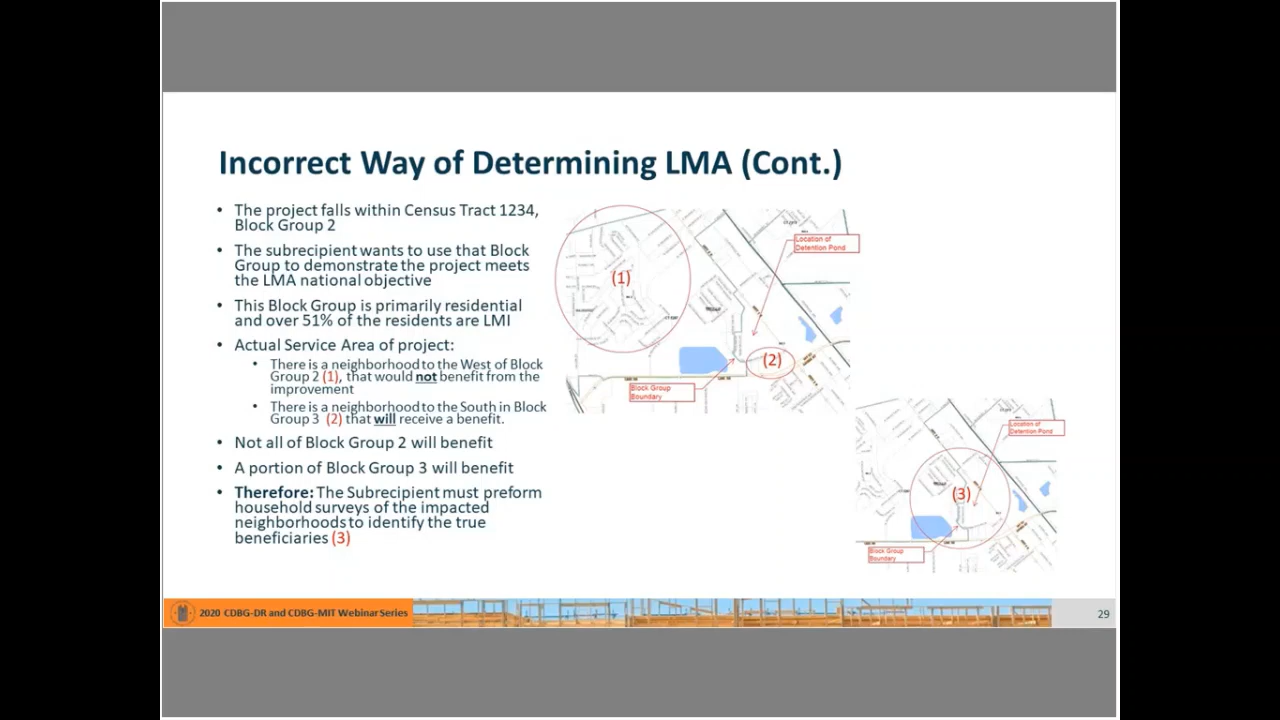 Incorrect Way of Determining LMA (Cont.)
• The project falls within Census Tract 1234,
Block Group 2
• The subrecipient wants to use that Block
Group to demonstrate the project meets
the LMA national objective
• This Block Group is primarily residential
and over 51% of the residents are LMI
• Actual Service Area of project:
• There is a neighborhood to the West of Block
Group 2 (1), that would not benefit from the
improvement
• There is a neighborhood to the South in Block
Group 3 (2) that will receive a benefit.
• Not all of Block Group 2 will benefit
• A portion of Block Group 3 will benefit
• Therefore: The Subrecipient must preform
household surveys of the impacted
neighborhoods to identify the true
beneficiaries (3)
(1)
Location of
Detention Pond
(2)
Block Group
Boundary
Location of
Detention Pond
(3)
Block Group
Boundary
2020 CDBG-DR and CDBG-MIT Webinar Series
29